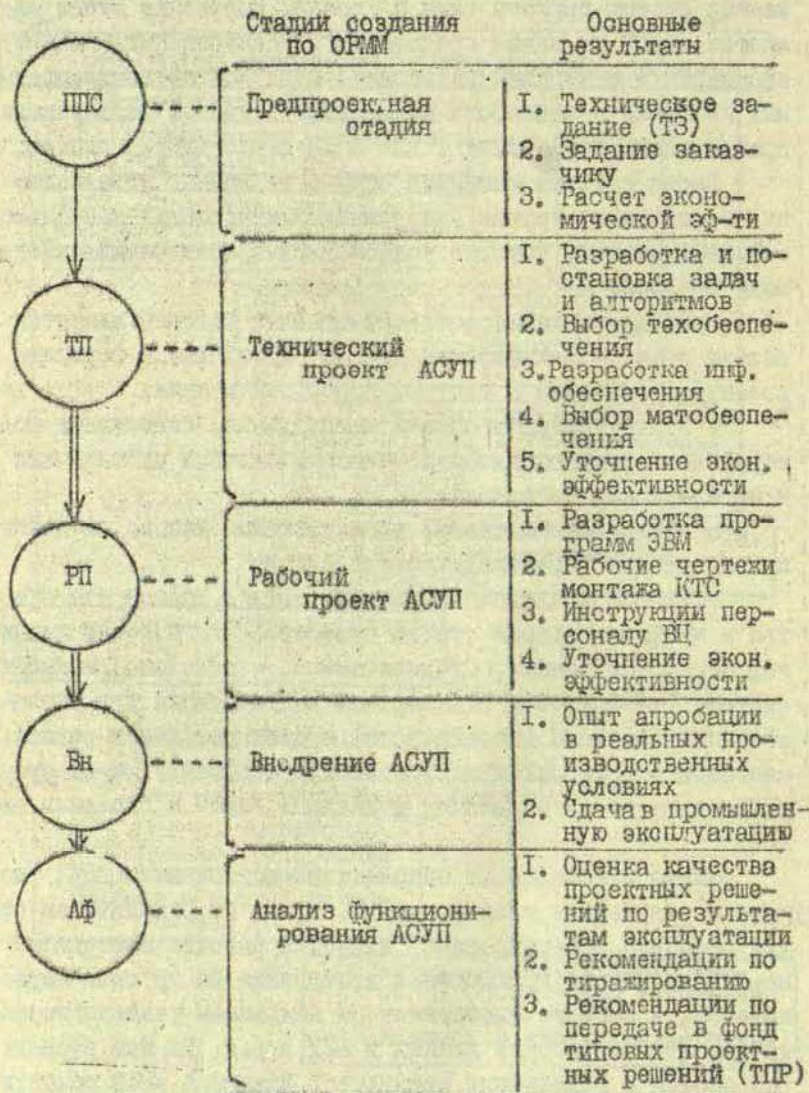 Стадии создания
по ОРММ
Основные
результаты
ППС
Предпроектная
стадия
I. Техническое за-
дание (ТЗ)
2. Задание заказ-
чику
3. Расчет эконо-
мической эф-ти
ТП
Технический
проект АСУП
I. Разработка и по-
становка задач
и алгоритмов
2. Выбор техобеспе-
чения
3.Разработка инф.
обеспечения
4. Выбор матобеспе-
чения
5. Уточнение экон.
эффективности
РП
Рабочий
проект АСУП
I. Разработка про-
грамм ЭВМ
2. Рабочие чертежи
монтажа КТС
3. Инструкции пер-
соналу ВЦ
4. Уточнение экон.
эффективности
Вн
Внедрение АСУП
I. Опыт апробации
в реальных про-
изводственных
условиях
2. Сдача в промышлен-
ную эксплуатацию
Аф
Анализ функциони-
рования АСУП
I. Оценка качества
проектных реше-
ний по результа-
там эксплуатации
2. Рекомендации по
тиражированию
3. Рекомендации по
передаче в фонд
типовых проект-
ных решений (ТПР)